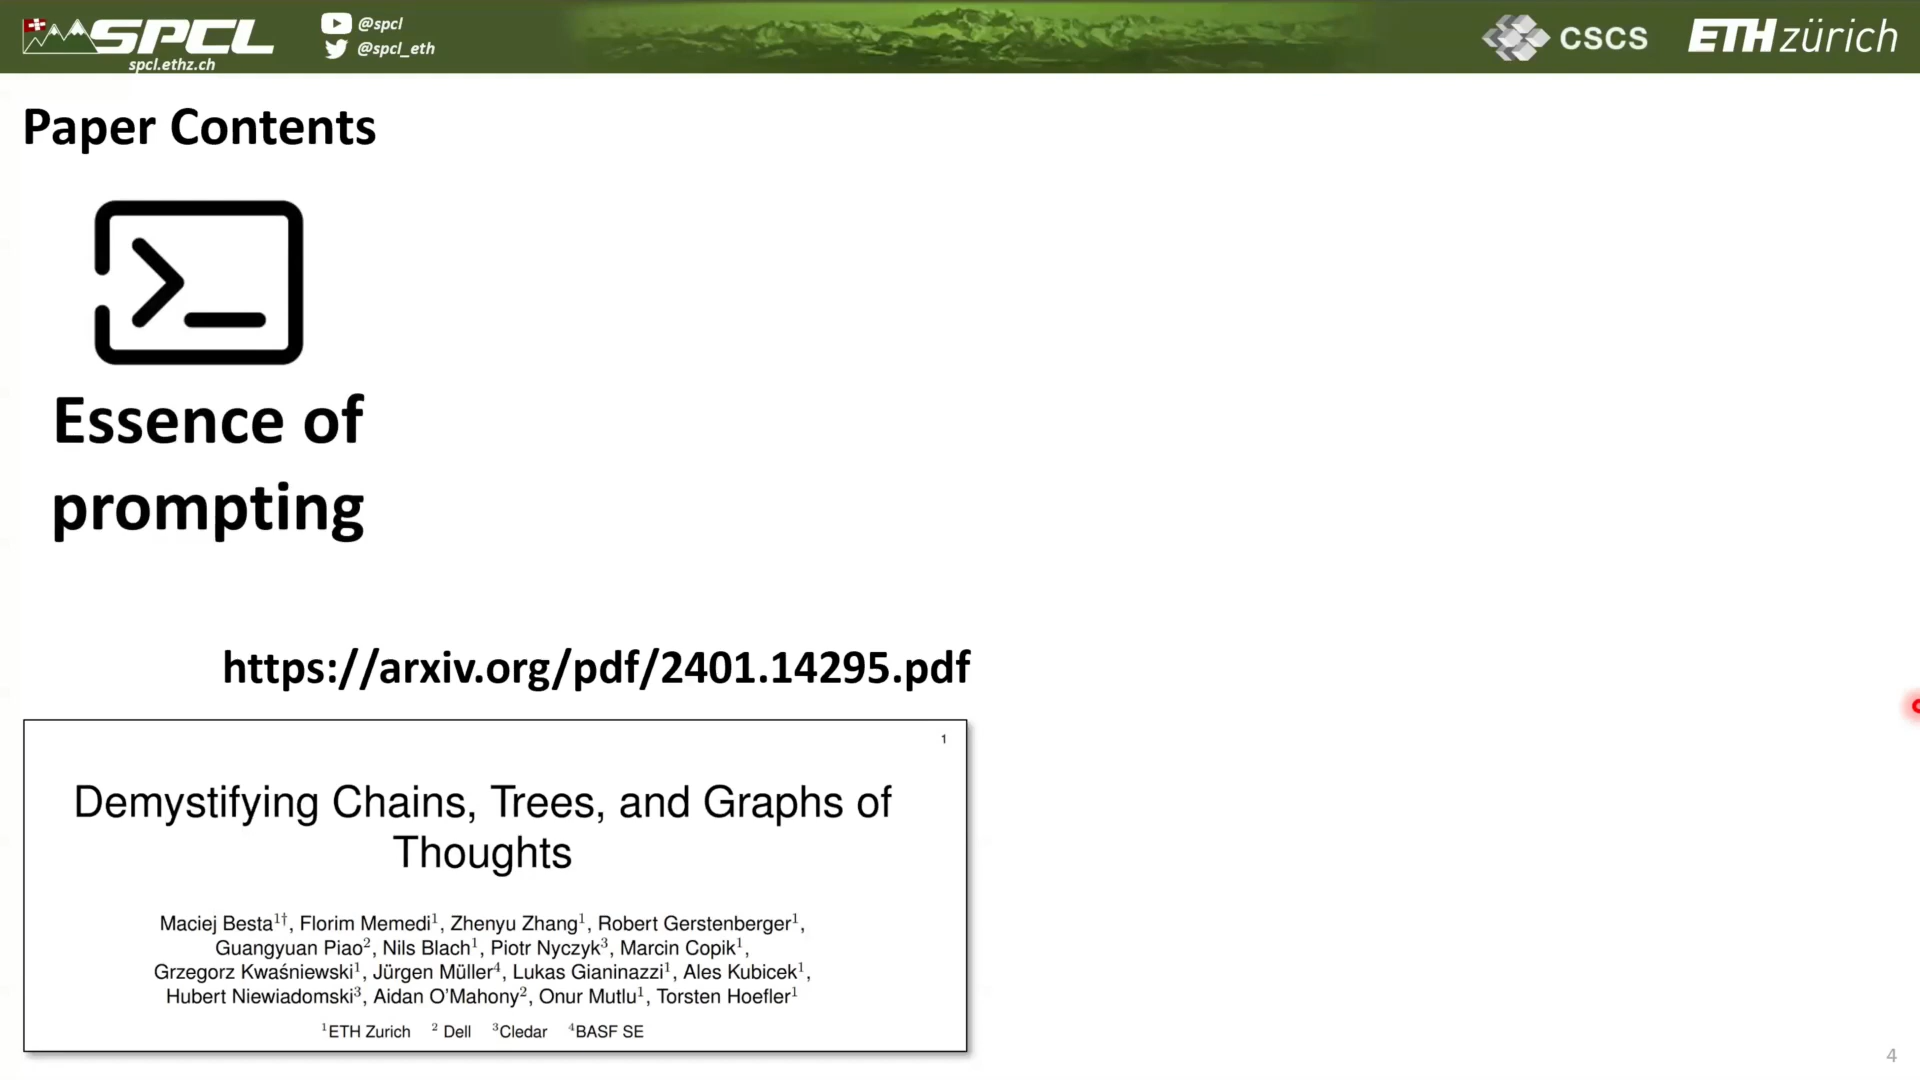 SPCL
spcl.ethz.ch
@spcl
@spcl_eth
CSCS
ETH zürich
Paper Contents
Essence of
prompting
https://arxiv.org/pdf/2401.14295.pdf
1
Demystifying Chains, Trees, and Graphs of
Thoughts
Maciej Besta¹†, Florim Memedi¹, Zhenyu Zhang¹, Robert Gerstenberger¹,
Guangyuan Piao², Nils Blach¹, Piotr Nyczyk³, Marcin Copik¹,
Grzegorz Kwaśniewski¹, Jürgen Müller⁴, Lukas Gianinazzi¹, Ales Kubicek¹,
Hubert Niewiadomski³, Aidan O'Mahony², Onur Mutlu¹, Torsten Hoefler¹
¹ETH Zurich ² Dell ³Cledar ⁴BASF SE
4